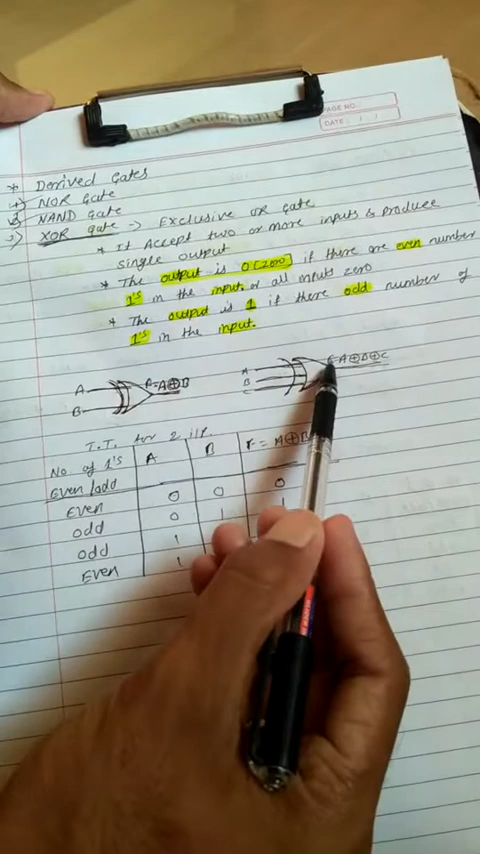 PAGE NO.
DATE: / /
* Derived Gates
1) NOR Gate
2) NAND Gate
3) XOR gate -> Exclusive OR gate
* It Accept two or more inputs & produce
single output
* The output is 0 (zero) if there are even number
1's in the input. or all inputs zero
* The output is 1 if there odd number of
1's in the input.
A
B
F=A⊕B
A
B
C
F=A⊕B⊕C
T.T. for 2 i/p.
No. of 1's A B F = A⊕B
Even/odd
Even 0 0 0
odd 0 1 1
odd 1
Even 1